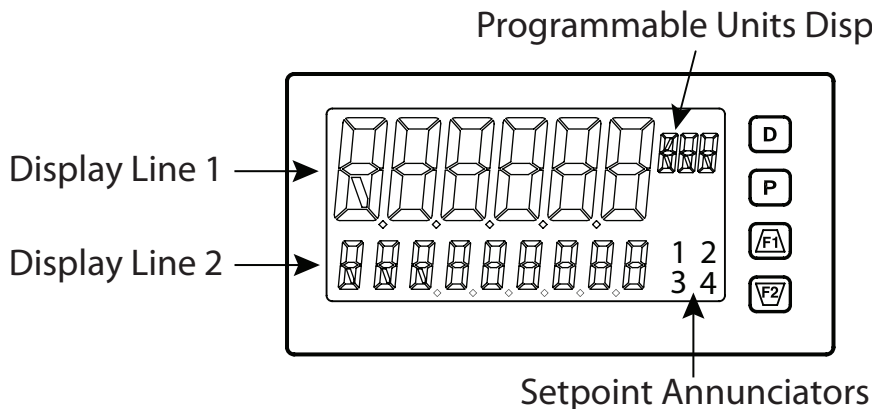 Programmable Units Disp
D
Display Line 1
P
F1
Display Line 2
1 2
3 4
F2
Setpoint Annunciators